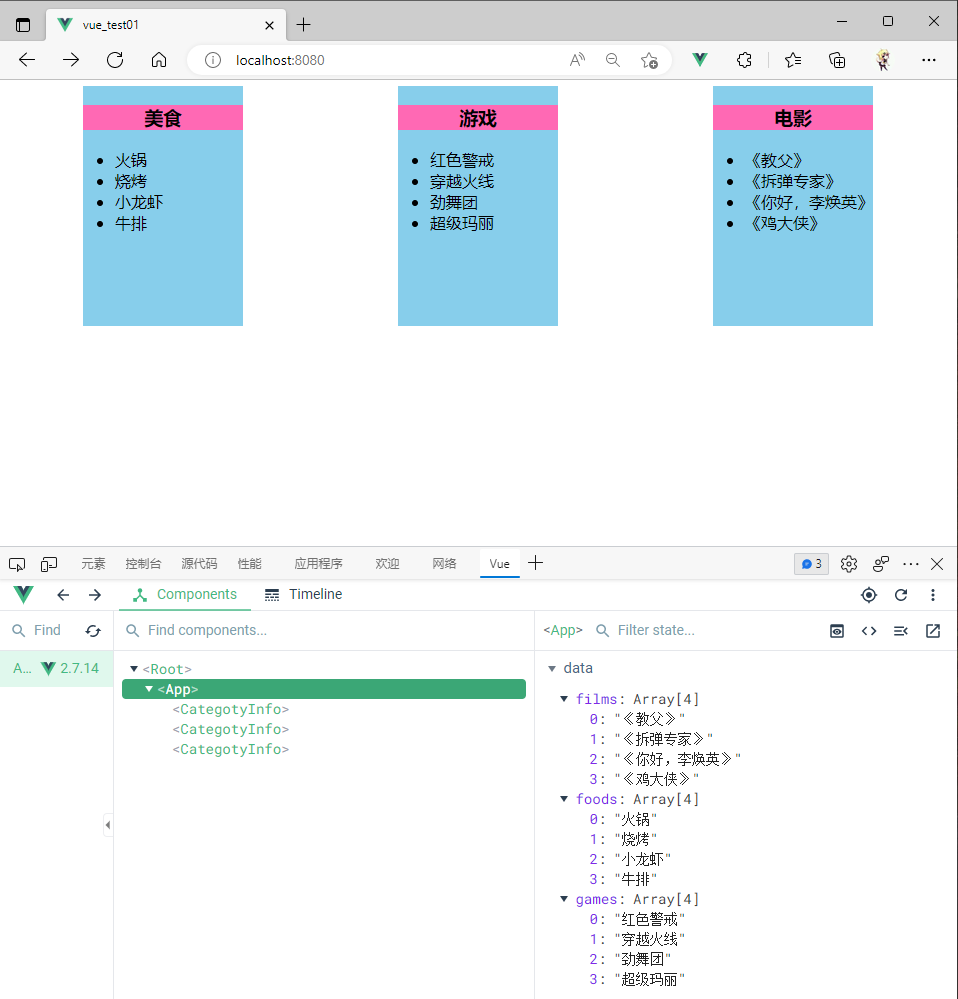 vue_test01
localhost:8080
美食
火锅
烧烤
小龙虾
牛排
游戏
红色警戒
穿越火线
劲舞团
超级玛丽
电影
《教父》
《拆弹专家》
《你好，李焕英》
《鸡大侠》
元素 控制台 源代码 性能 应用程序 欢迎 网络 Vue 3
Components Timeline
Find Find components... <App> Filter state...
A... 2.7.14
<Root>
<App>
<CategotyInfo>
<CategotyInfo>
<CategotyInfo>
data
films: Array[4]
0: "《教父》"
1: "《拆弹专家》"
2: "《你好，李焕英》"
3: "《鸡大侠》"
foods: Array[4]
0: "火锅"
1: "烧烤"
2: "小龙虾"
3: "牛排"
games: Array[4]
0: "红色警戒"
1: "穿越火线"
2: "劲舞团"
3: "超级玛丽"